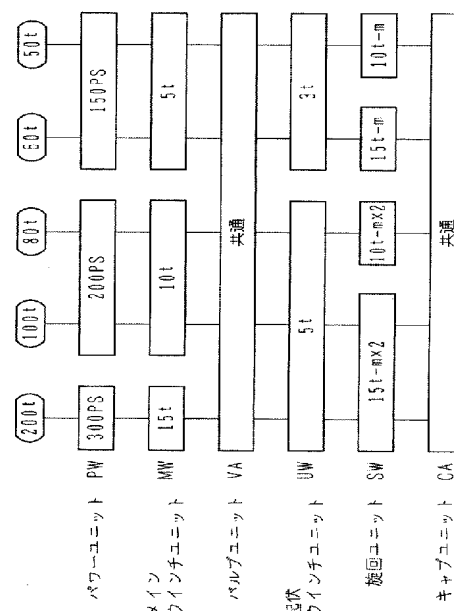 200t 100t 80t 60t 50t
パワーユニット PW 300PS 200PS 150PS
メイン
ウインチユニット MW 15t 10t 5t
バルブユニット VA 共通
起伏
ウインチユニット UW 5t 3t
旋回ユニット SW 15t-m×2 10t-m×2 15t-m 10t-m
キャブユニット CA 共通